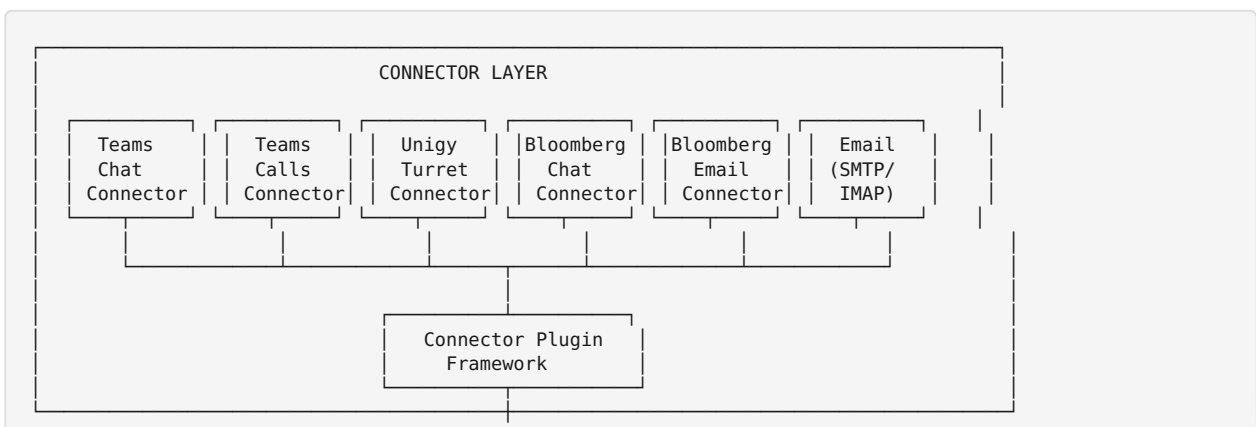 CONNECTOR LAYER
Teams Teams Unigy Bloomberg Bloomberg Email
Chat Calls Turret Chat Email (SMTP/
Connector Connector Connector Connector Connector IMAP)
Connector Plugin
Framework